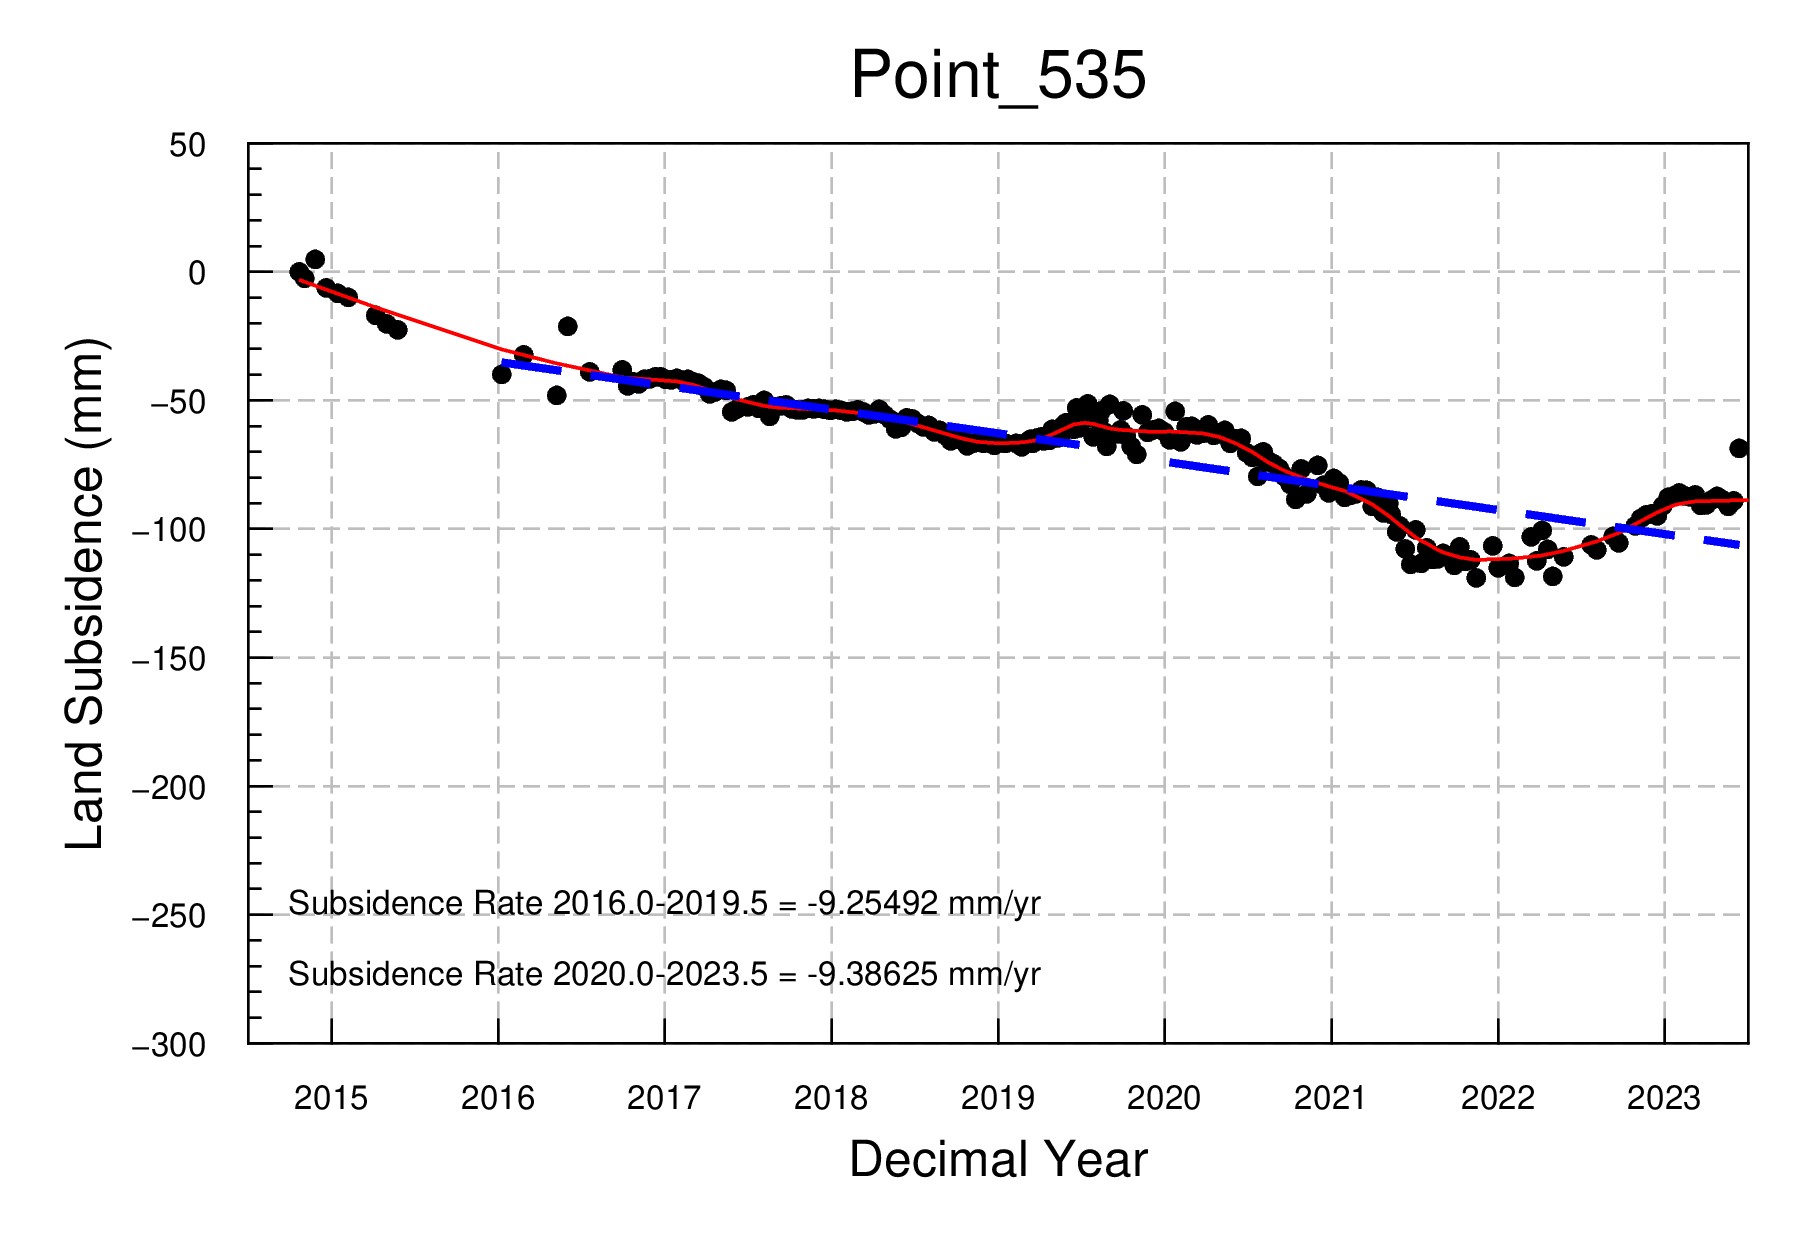 Point_535
50
0
−50
−100
−150
−200
−250
−300
Land Subsidence (mm)
Subsidence Rate 2016.0-2019.5 = -9.25492 mm/yr
Subsidence Rate 2020.0-2023.5 = -9.38625 mm/yr
2015 2016 2017 2018 2019 2020 2021 2022 2023
Decimal Year